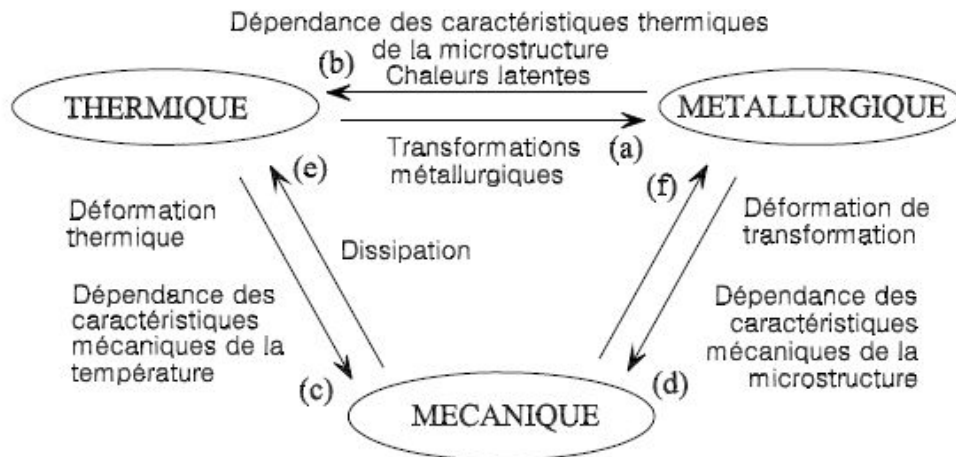 Dépendance des caractéristiques thermiques
de la microstructure
(b)
Chaleurs latentes
THERMIQUE
METALLURGIQUE
Transformations
métallurgiques
(a)
(e)
(f)
Déformation
thermique
Dissipation
Déformation de
transformation
Dépendance des
caractéristiques
mécaniques de la
température
Dépendance des
caractéristiques
mécaniques de la
microstructure
(c)
(d)
MECANIQUE